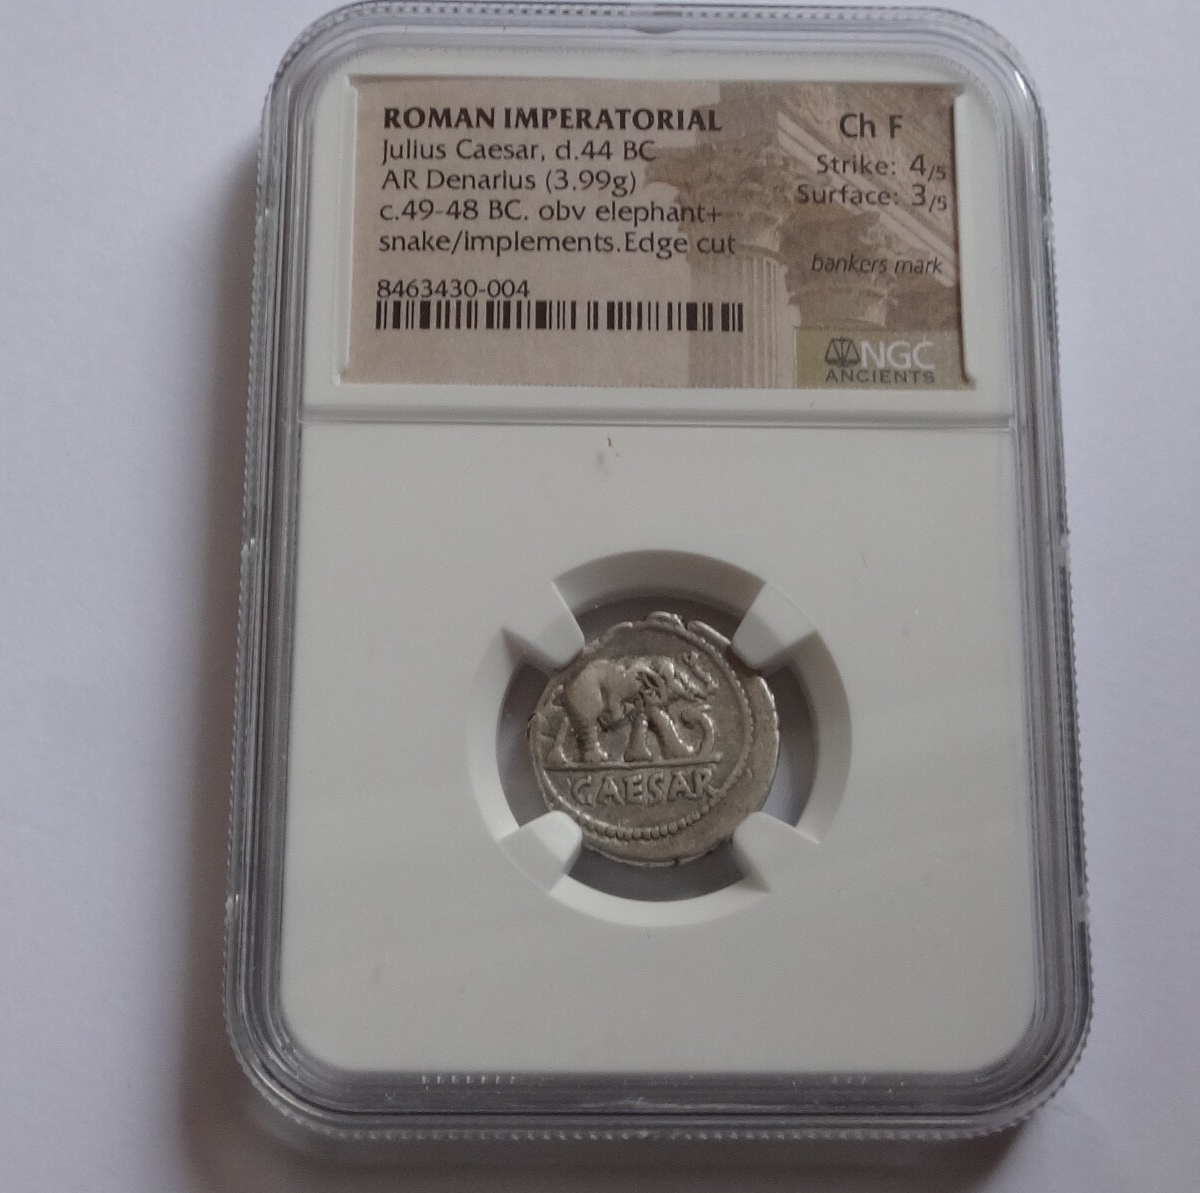 ROMAN IMPERATORIAL
Julius Caesar, d.44 BC
AR Denarius (3.99g)
c.49-48 BC. obv elephant+
snake/implements.Edge cut
8463430-004
Ch F
Strike: 4/5
Surface: 3/5
bankers mark
NGC
ANCIENTS
CAESAR